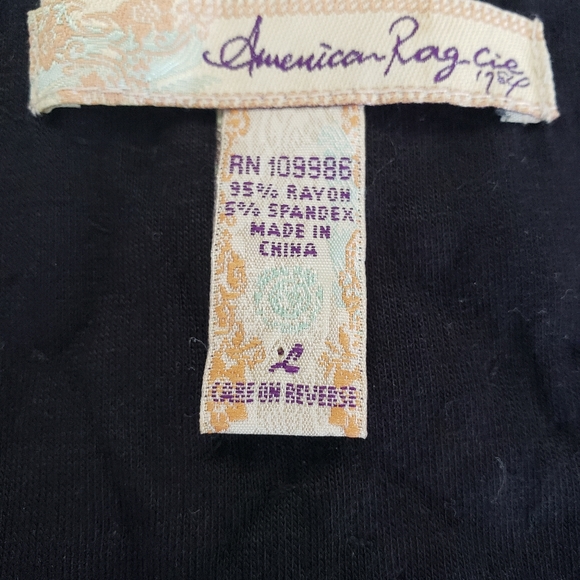 American Rag Cie
1984
RN 109986
95% RAYON
5% SPANDEX
MADE IN
CHINA
L
CARE ON REVERSE